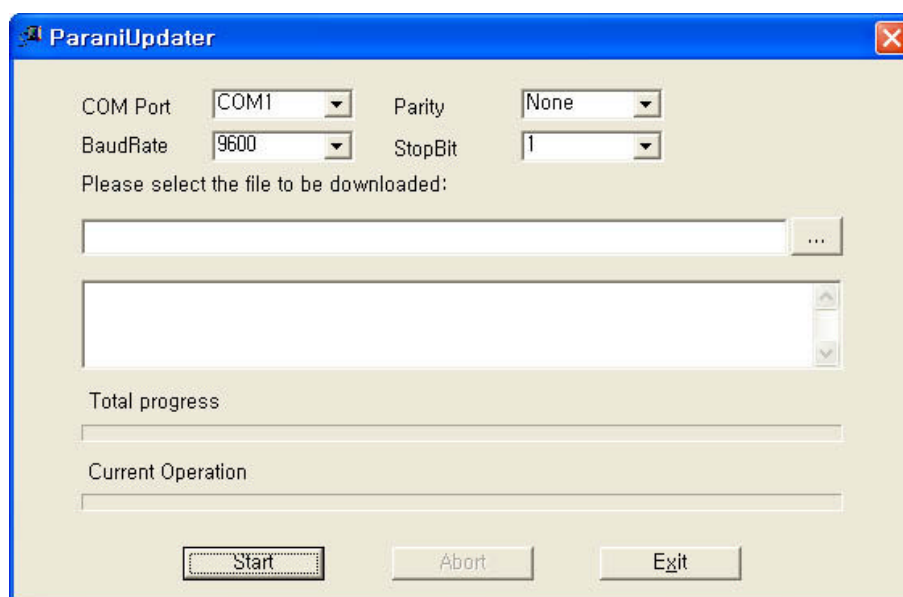 ParaniUpdater
COM Port COM1 Parity None
BaudRate 9600 StopBit 1
Please select the file to be downloaded:
...
Total progress
Current Operation
Start Abort Exit